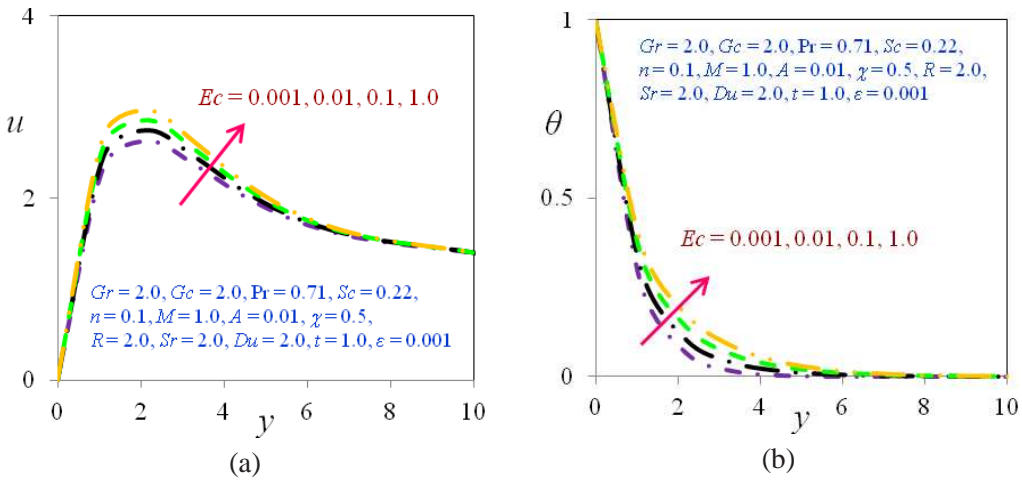 4
u
2
0
0
2
4
6
8
10
y
Ec = 0.001, 0.01, 0.1, 1.0
Gr = 2.0, Gc = 2.0, Pr = 0.71, Sc = 0.22,
n = 0.1, M = 1.0, A = 0.01, χ = 0.5,
R = 2.0, Sr = 2.0, Du = 2.0, t = 1.0, ε = 0.001
(a)
1
θ
0.5
0
0
2
4
6
8
10
y
Gr = 2.0, Gc = 2.0, Pr = 0.71, Sc = 0.22,
n = 0.1, M = 1.0, A = 0.01, χ = 0.5, R = 2.0,
Sr = 2.0, Du = 2.0, t = 1.0, ε = 0.001
Ec = 0.001, 0.01, 0.1, 1.0
(b)